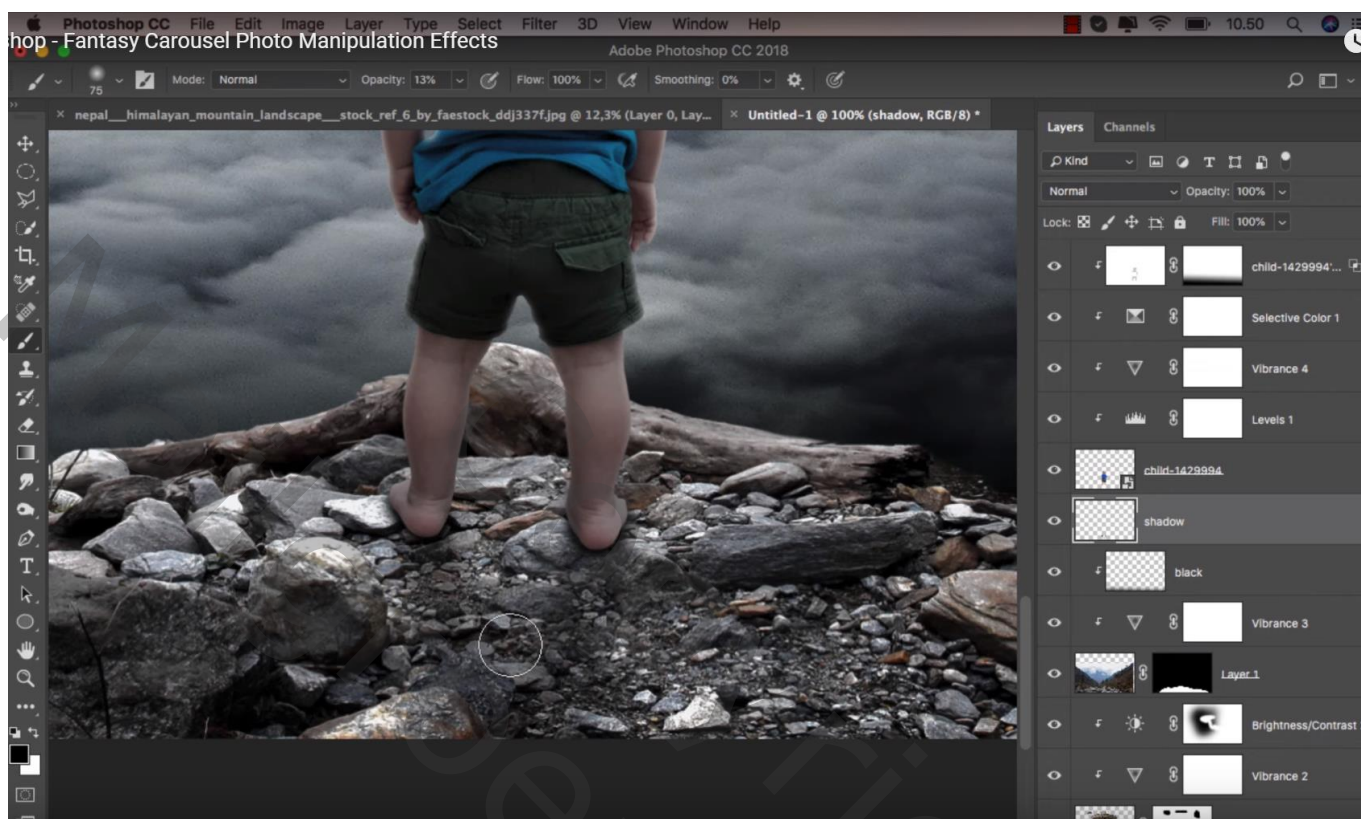 Photoshop CC File Edit Image Layer Type Select Filter 3D View Window Help 10.50
shop - Fantasy Carousel Photo Manipulation Effects
Adobe Photoshop CC 2018
75 Mode: Normal Opacity: 13% Flow: 100% Smoothing: 0%
× nepal__himalayan_mountain_landscape__stock_ref_6_by_faestock_ddj337f.jpg @ 12,3% (Layer 0, Lay... × Untitled-1 @ 100% (shadow, RGB/8) *
Layers Channels
Kind
Normal Opacity: 100%
Lock: Fill: 100%
child-1429994'...
Selective Color 1
Vibrance 4
Levels 1
child-1429994
shadow
black
Vibrance 3
Layer 1
Brightness/Contrast
Vibrance 2